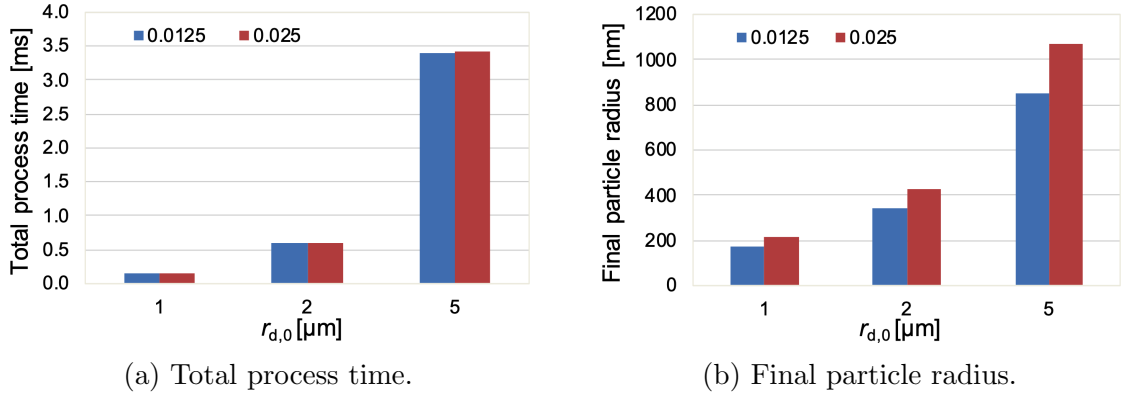 Total process time [ms]
4.0
3.5
3.0
2.5
2.0
1.5
1.0
0.5
0.0
0.0125 0.025
1 2 5
r_d,0 [µm]
(a) Total process time.
Final particle radius [nm]
1200
1000
800
600
400
200
0
0.0125 0.025
1 2 5
r_d,0 [µm]
(b) Final particle radius.